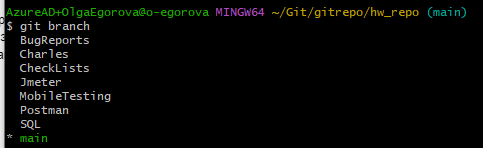 AzureAD+OlgaEgorova@o-egorova MINGW64 ~/Git/gitrepo/hw_repo (main)
$ git branch
BugReports
Charles
CheckLists
Jmeter
MobileTesting
Postman
SQL
* main